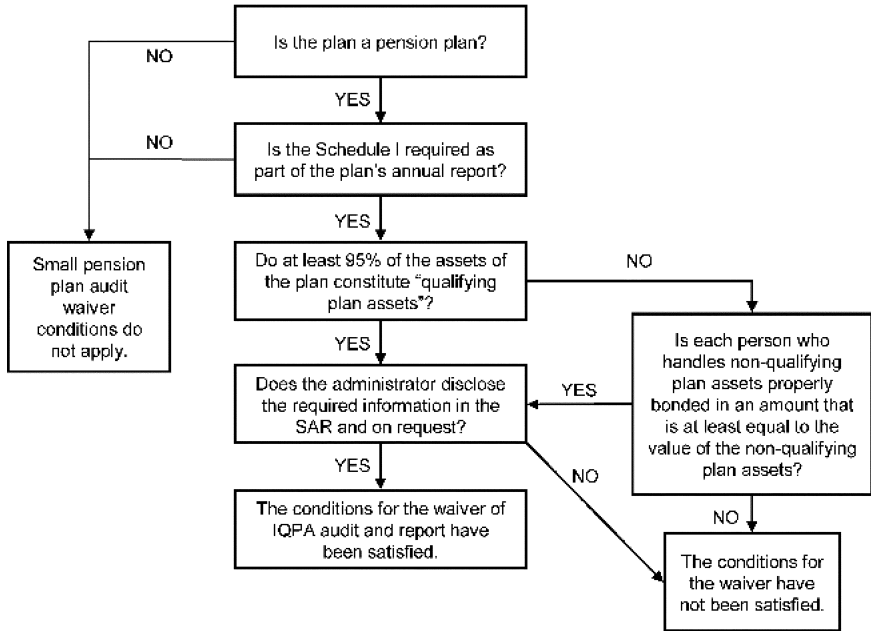 Is the plan a pension plan?
NO
YES
NO
Is the Schedule I required as
part of the plan's annual report?
YES
Small pension
plan audit
waiver
conditions do
not apply.
Do at least 95% of the assets of
the plan constitute “qualifying
plan assets”?
NO
YES
Is each person who
handles non-qualifying
plan assets properly
bonded in an amount that
is at least equal to the
value of the non-qualifying
plan assets?
YES
Does the administrator disclose
the required information in the
SAR and on request?
YES
NO
NO
The conditions for the waiver of
IQPA audit and report have
been satisfied.
The conditions for
the waiver have
not been satisfied.